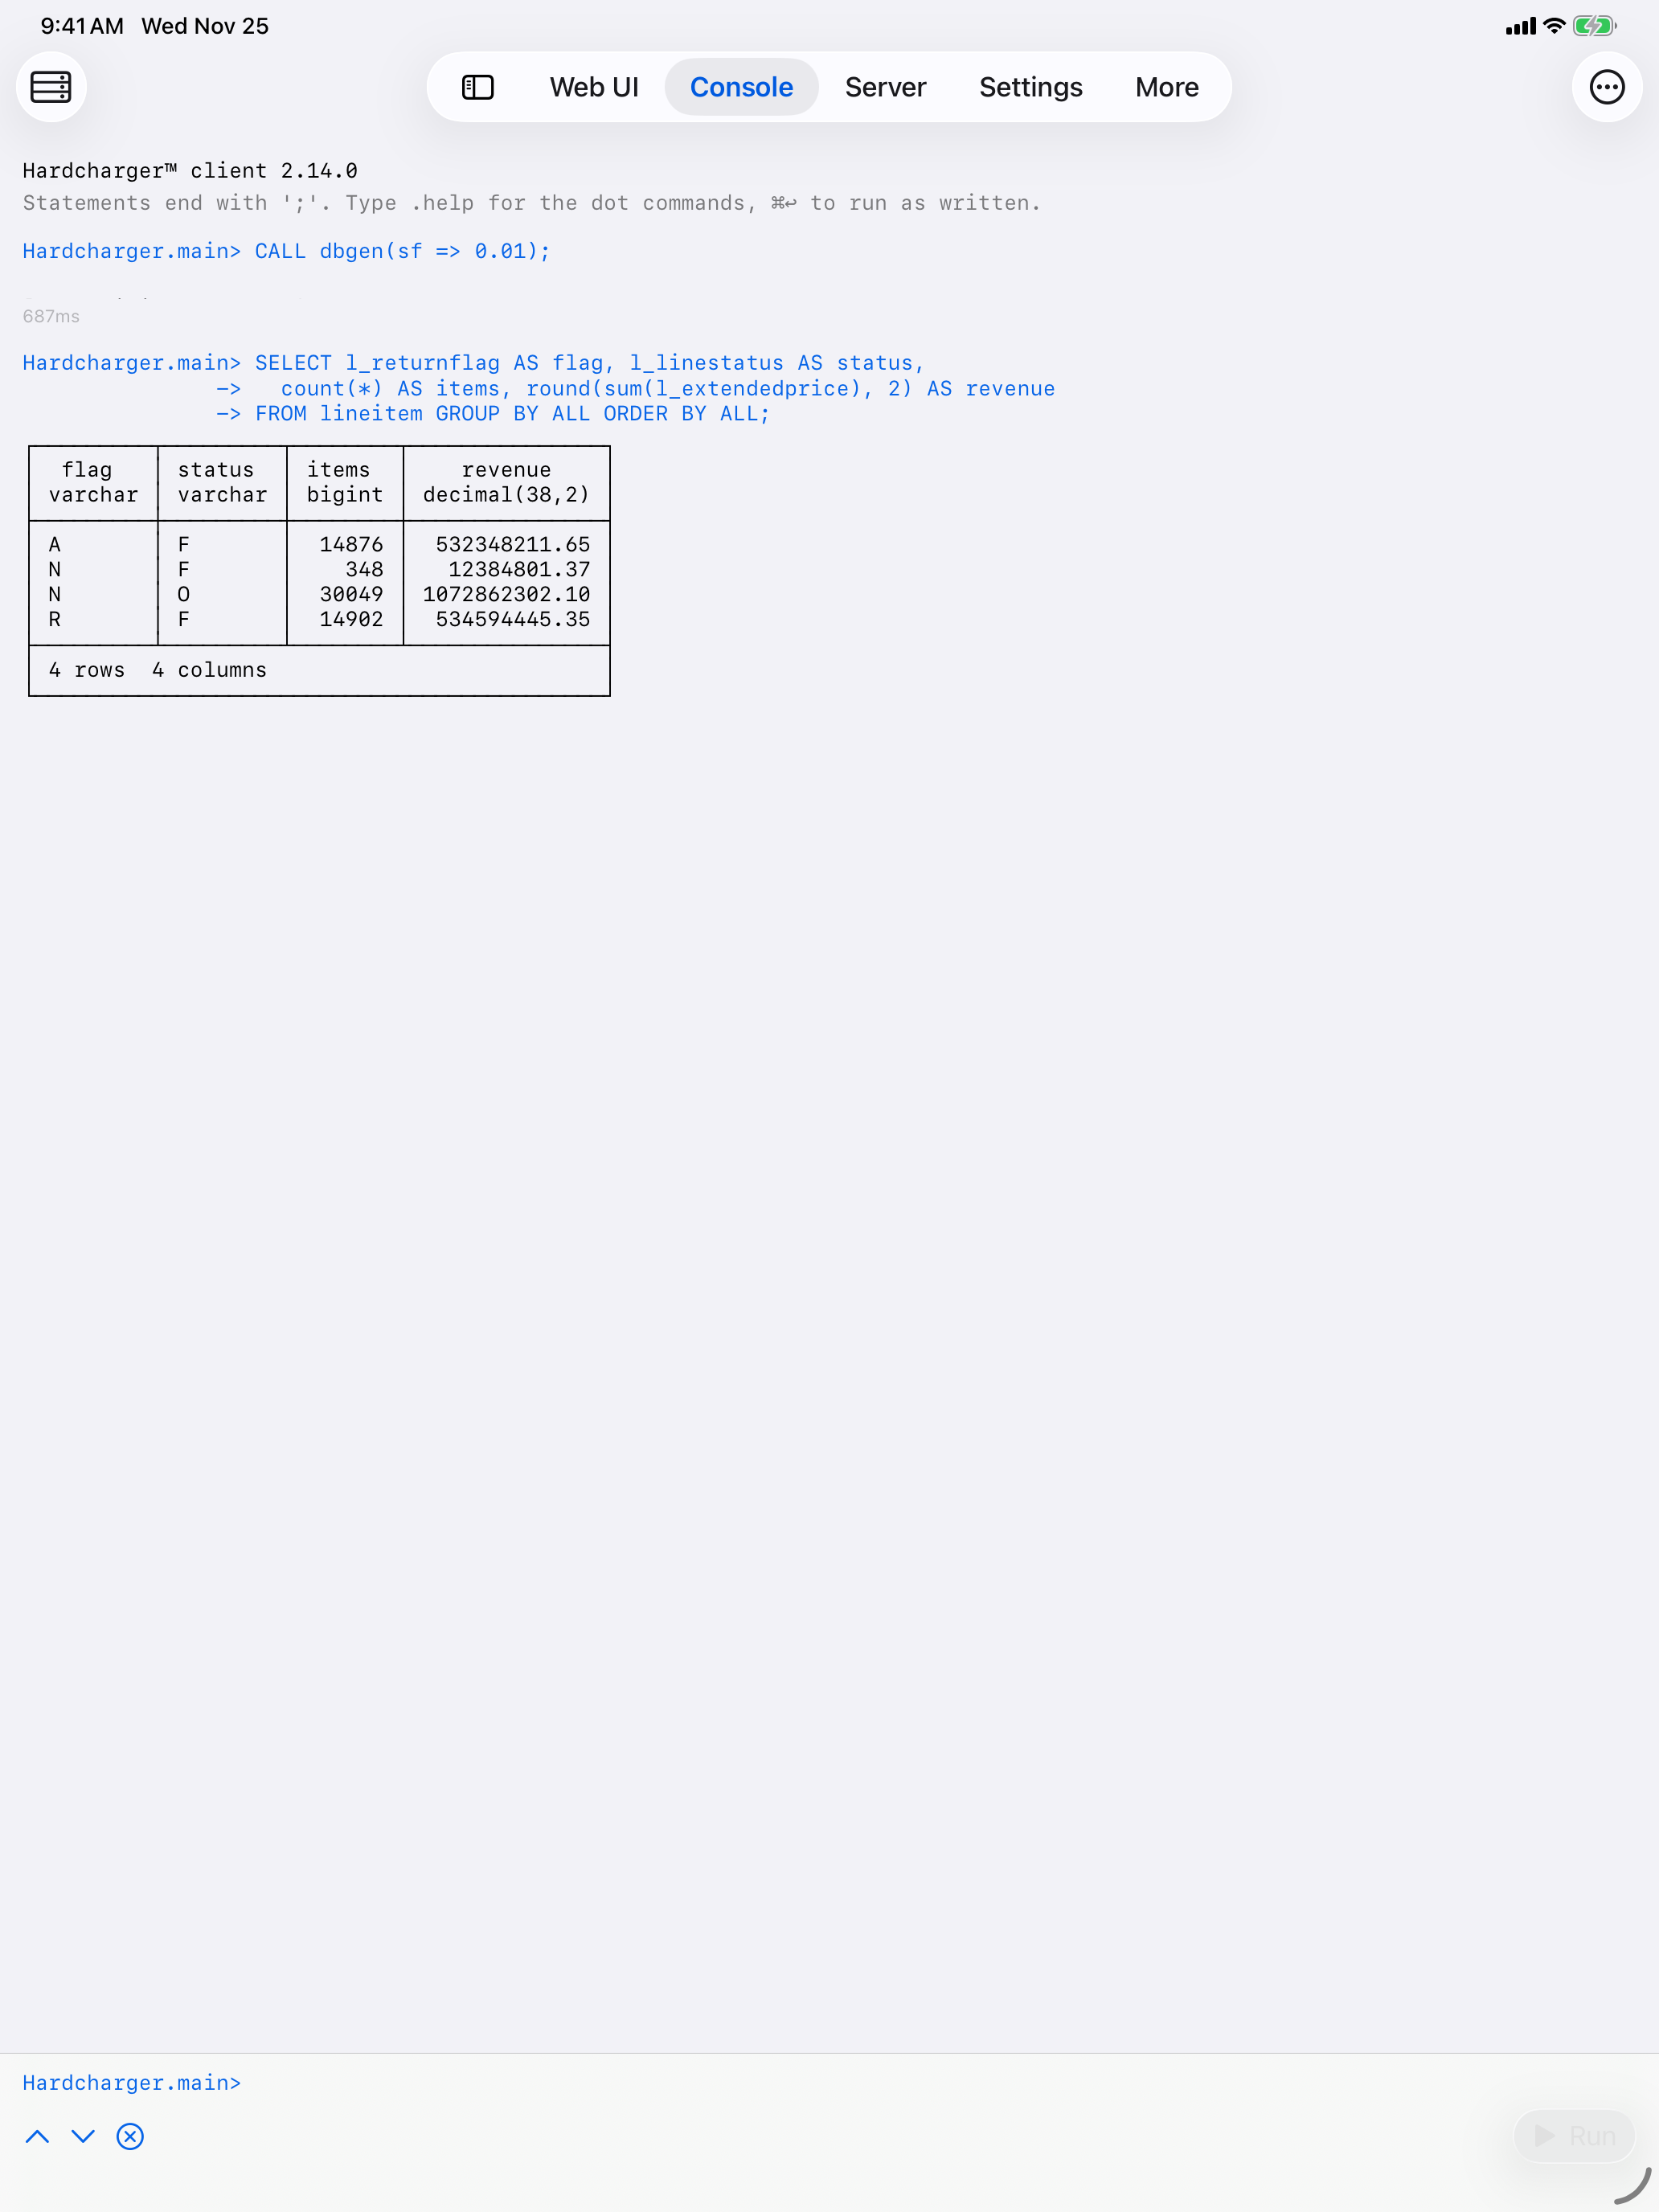 9:41 AM Wed Nov 25
Web UI Console Server Settings More
Hardcharger™ client 2.14.0
Statements end with ';'. Type .help for the dot commands, ⌘↩ to run as written.
Hardcharger.main> CALL dbgen(sf => 0.01);
687ms
Hardcharger.main> SELECT l_returnflag AS flag, l_linestatus AS status,
—> count(*) AS items, round(sum(l_extendedprice), 2) AS revenue
—> FROM lineitem GROUP BY ALL ORDER BY ALL;
flag status items revenue
varchar varchar bigint decimal(38,2)
A F 14876 532348211.65
N F 348 12384801.37
N O 30049 1072862302.10
R F 14902 534594445.35
4 rows 4 columns
Hardcharger.main>
Run